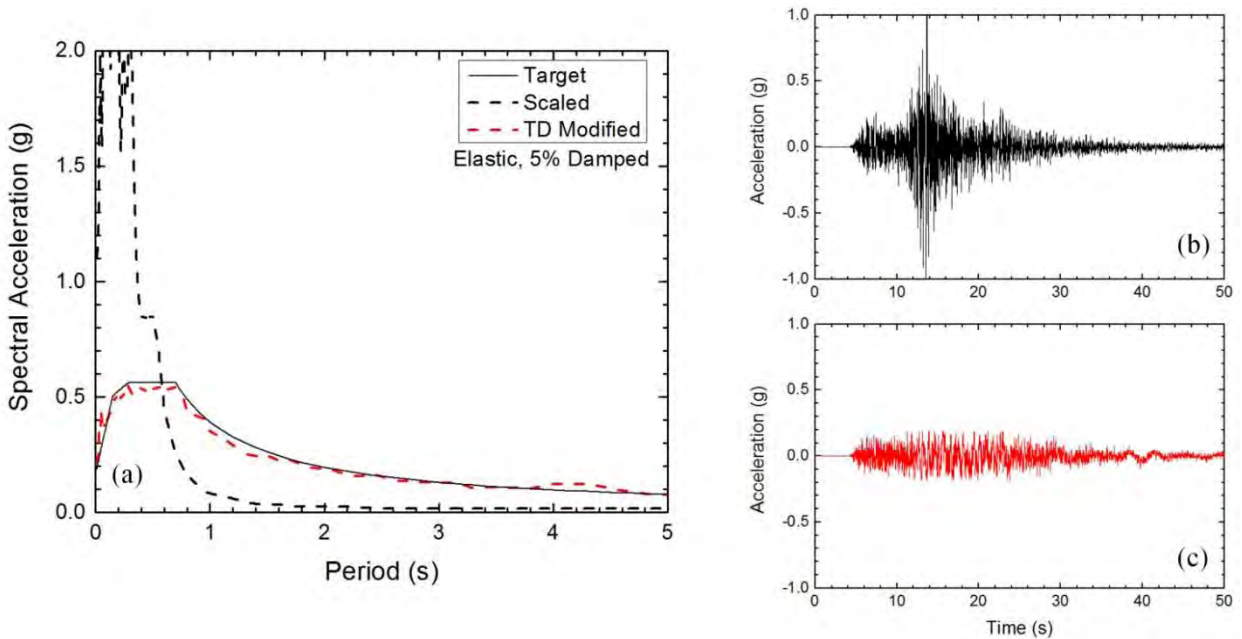 2.0
1.5
1.0
0.5
0.0
Spectral Acceleration (g)
Target
Scaled
TD Modified
Elastic, 5% Damped
(a)
0 1 2 3 4 5
Period (s)
1.0
0.5
0.0
-0.5
-1.0
Acceleration (g)
(b)
0 10 20 30 40 50
1.0
0.5
0.0
-0.5
-1.0
Acceleration (g)
(c)
0 10 20 30 40 50
Time (s)